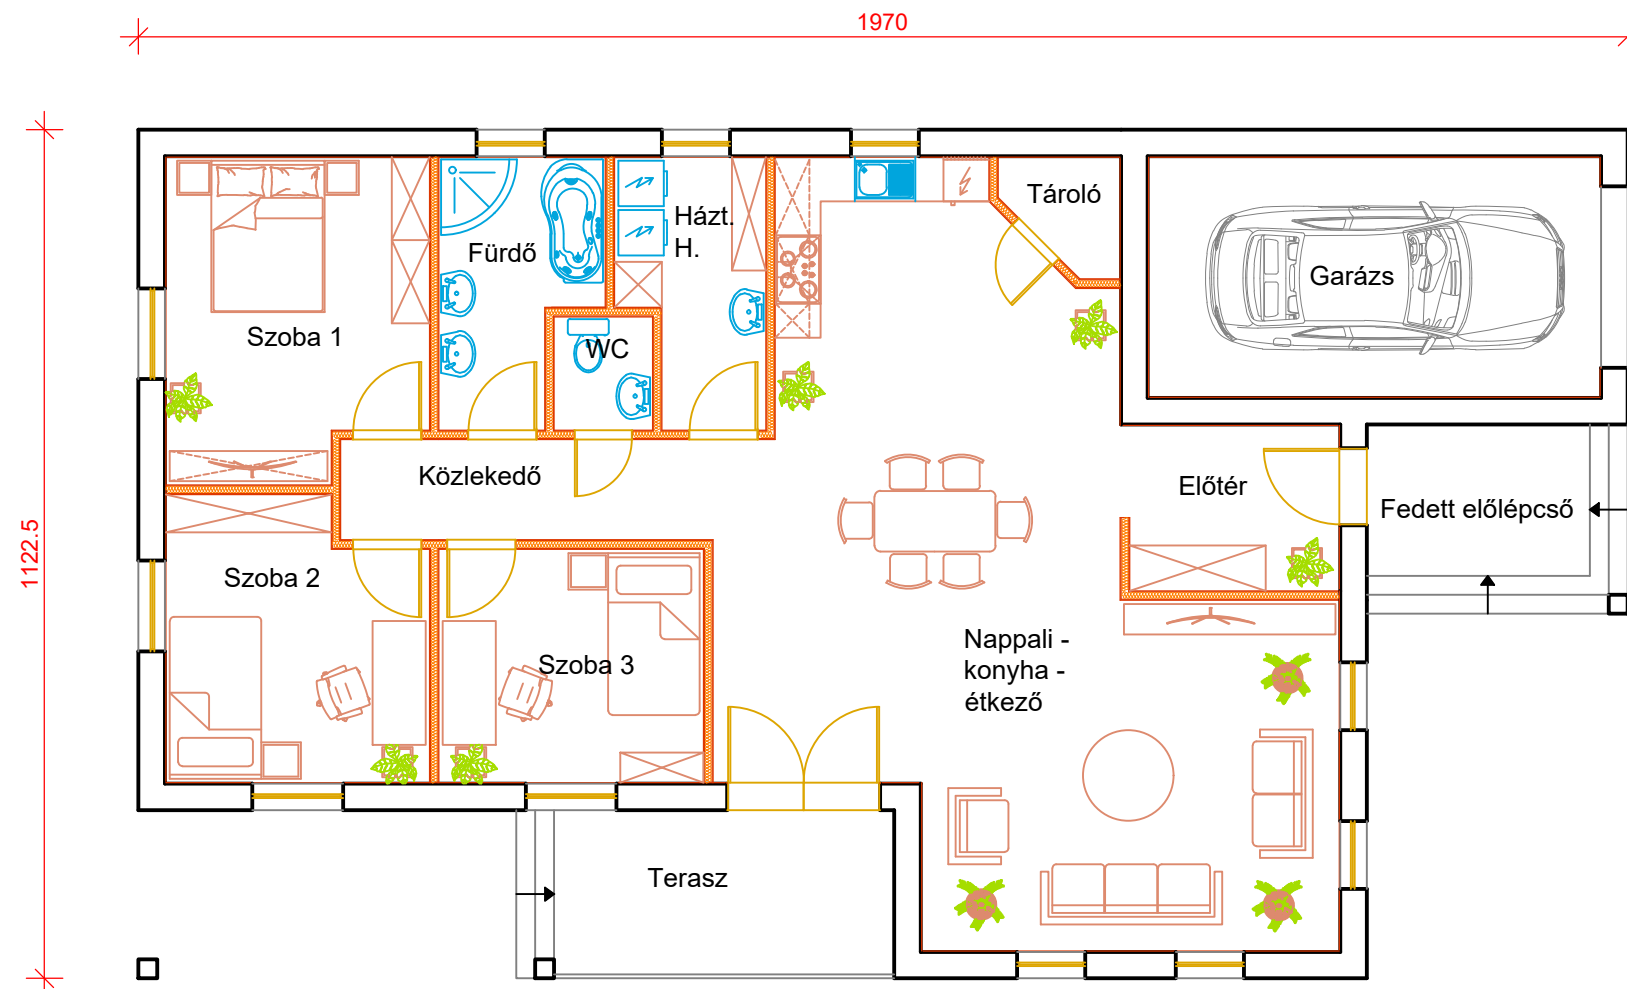 1970
Tároló
Házt.
H.
Fürdő
Garázs
Szoba 1
WC
Közlekedő
Előtér
Fedett előlépcső
1122.5
Szoba 2
Szoba 3
Nappali -
konyha -
étkező
Terasz